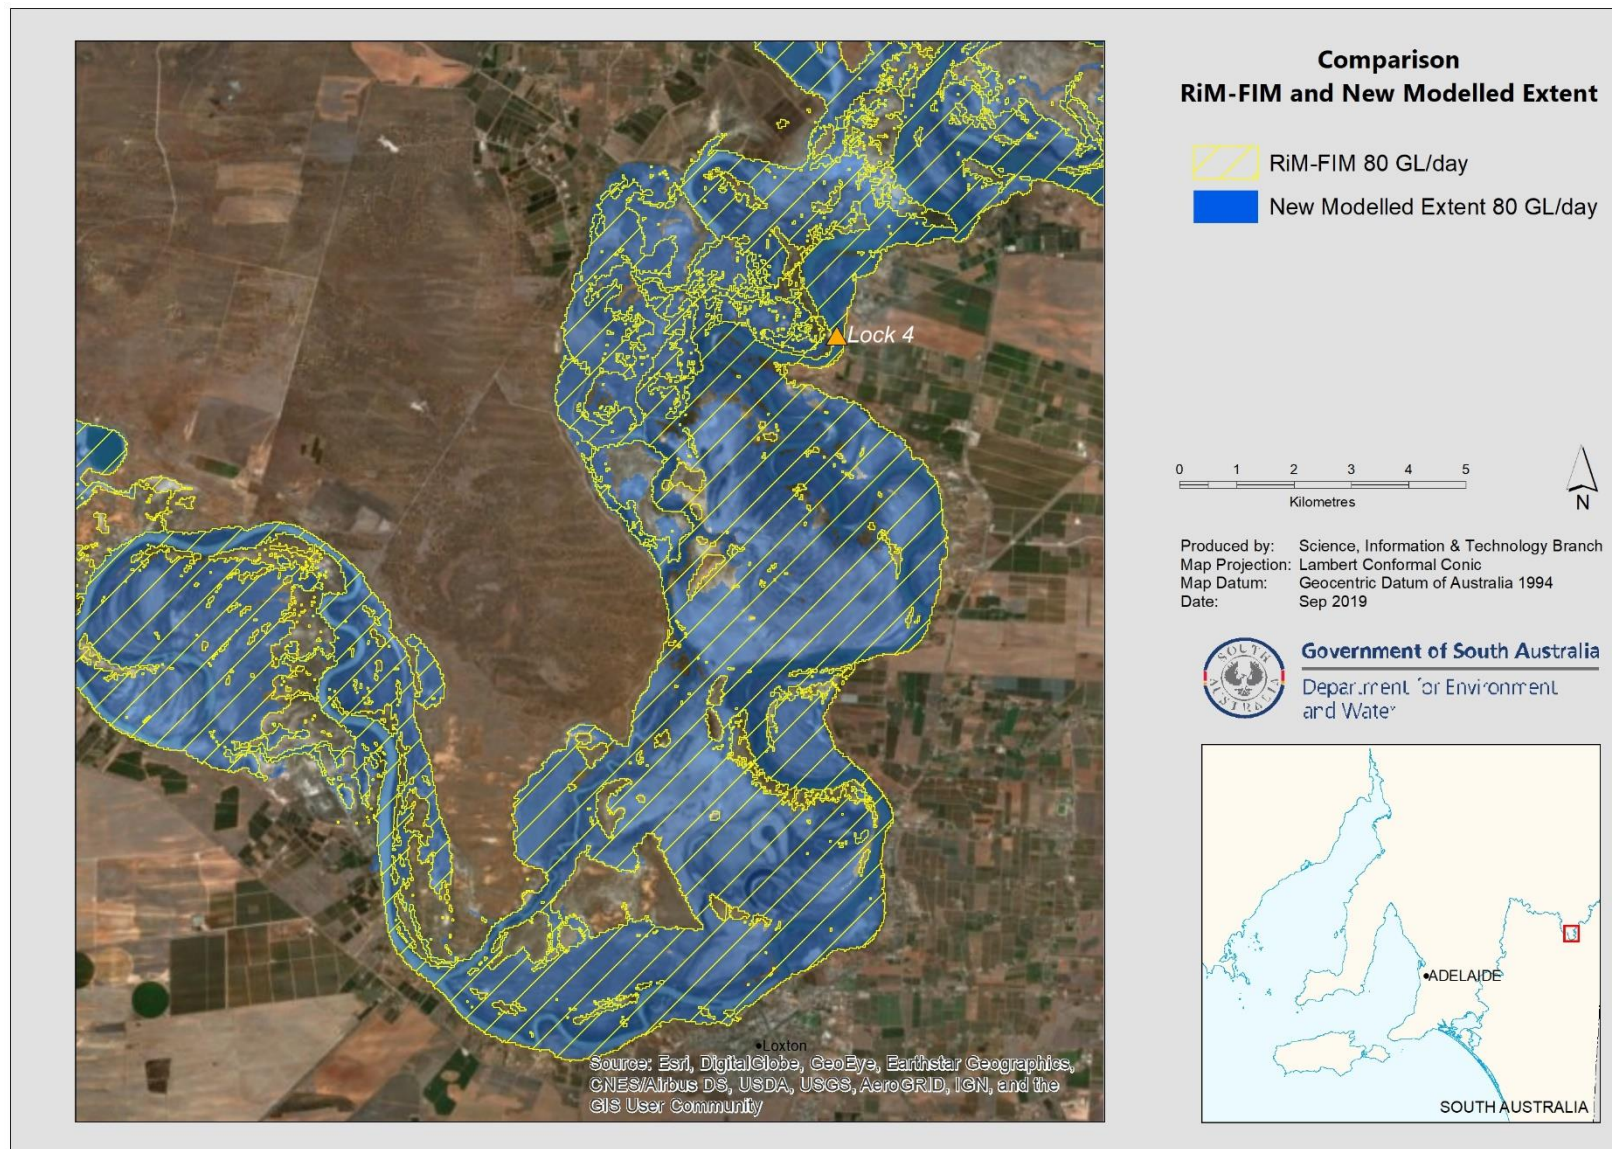 Comparison
RiM-FIM and New Modelled Extent
RiM-FIM 80 GL/day
New Modelled Extent 80 GL/day
Lock 4
0 1 2 3 4 5
Kilometres
N
Produced by: Science, Information & Technology Branch
Map Projection: Lambert Conformal Conic
Map Datum: Geocentric Datum of Australia 1994
Date: Sep 2019
SOUTH AUSTRALIA
Government of South Australia
Department for Environment
and Water
Loxton
Source: Esri, DigitalGlobe, GeoEye, Earthstar Geographics,
CNES/Airbus DS, USDA, USGS, AeroGRID, IGN, and the
GIS User Community
ADELAIDE
SOUTH AUSTRALIA